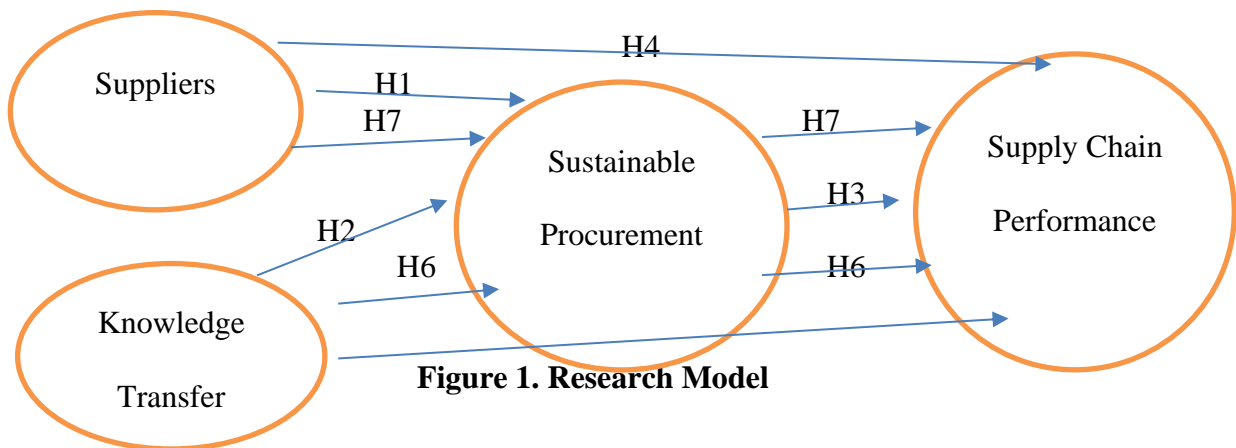 H4
Suppliers
H1
H7
H7
Supply Chain
Performance
Sustainable
Procurement
H3
H2
H6
H6
Knowledge
Transfer
Figure 1. Research Model